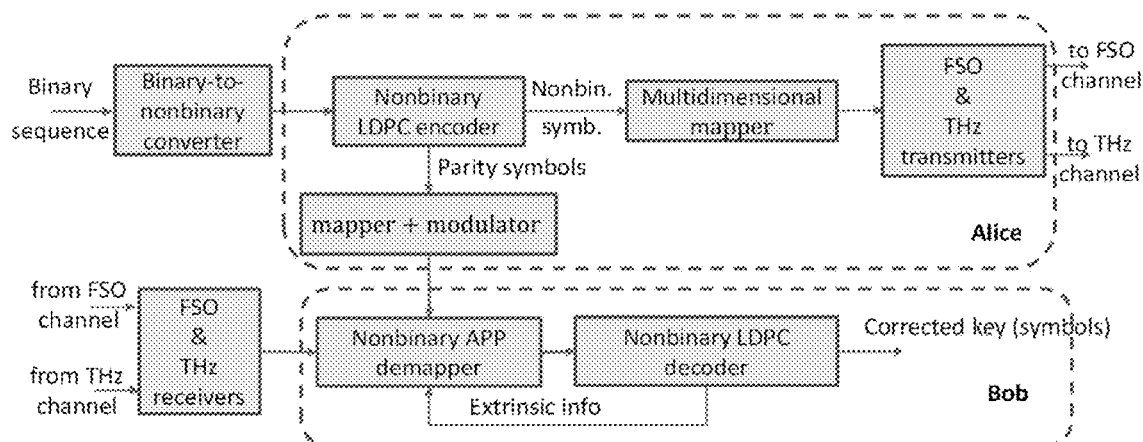 Binary
sequence
Binary-to-
nonbinary
converter
Nonbinary
LDPC encoder
Nonbin.
symb.
Multidimensional
mapper
FSO
&
THz
transmitters
to FSO
channel
to THz
channel
Parity symbols
mapper + modulator
Alice
from FSO
channel
from THz
channel
FSO
&
THz
receivers
Nonbinary APP
demapper
Nonbinary LDPC
decoder
Corrected key (symbols)
Extrinsic info
Bob